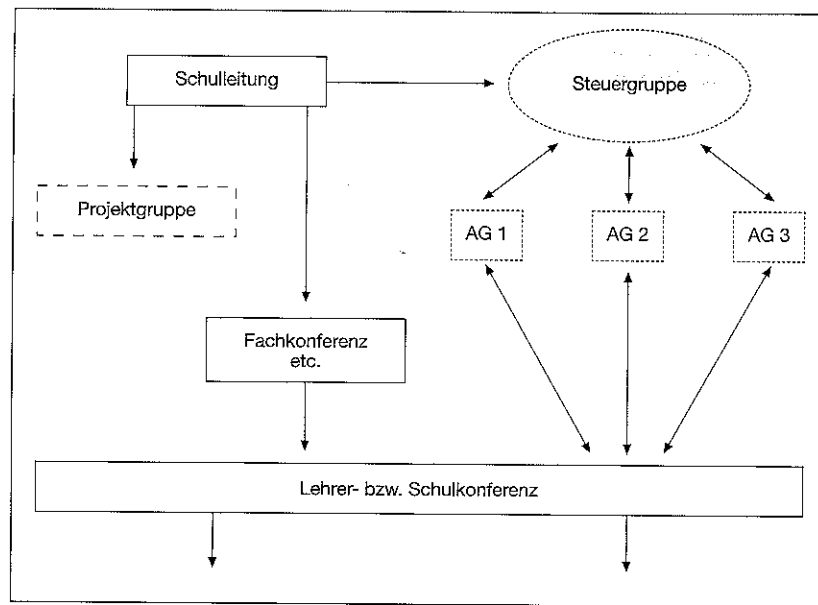 Schulleitung
Steuergruppe
Projektgruppe
AG 1
AG 2
AG 3
Fachkonferenz
etc.
Lehrer- bzw. Schulkonferenz